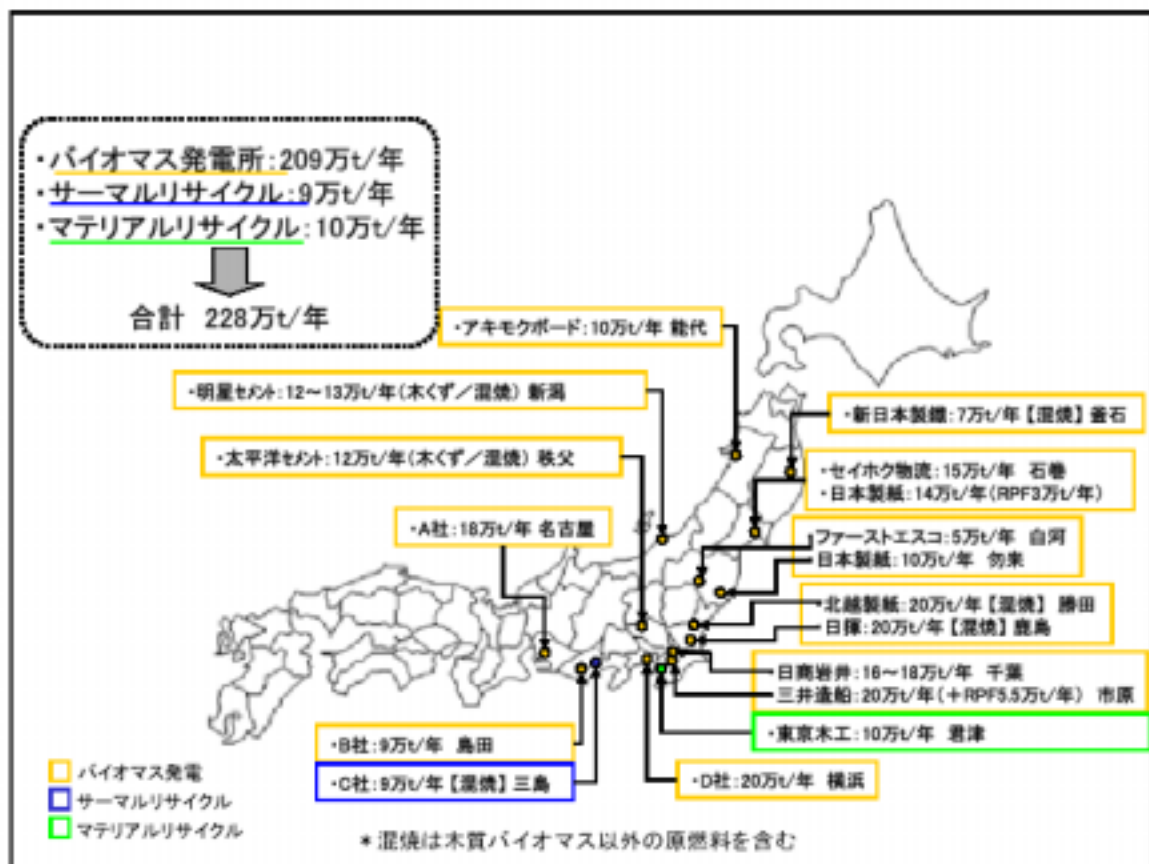 ・バイオマス発電所：209万t/年
・サーマルリサイクル：9万t/年
・マテリアルリサイクル：10万t/年
合計 228万t/年
・アキモクボード：10万t/年 能代
・明星セメント：12～13万t/年(木くず／混焼) 新潟
・新日本製鐵：7万t/年【混焼】釜石
・太平洋セメント：12万t/年(木くず／混焼) 秩父
・セイホク物流：15万t/年 石巻
・日本製紙：14万t/年(RPF3万t/年)
・A社：18万t/年 名古屋
ファーストエスコ：5万t/年 白河
日本製紙：10万t/年 勿来
・北越製紙：20万t/年【混焼】 勝田
日揮：20万t/年【混焼】鹿島
日商岩井：16～18万t/年 千葉
三井造船：20万t/年(＋RPF5.5万t/年) 市原
・東京木工：10万t/年 君津
・B社：9万t/年 島田
・C社：9万t/年【混焼】三島
・D社：20万t/年 横浜
バイオマス発電
サーマルリサイクル
マテリアルリサイクル
＊混焼は木質バイオマス以外の原燃料を含む